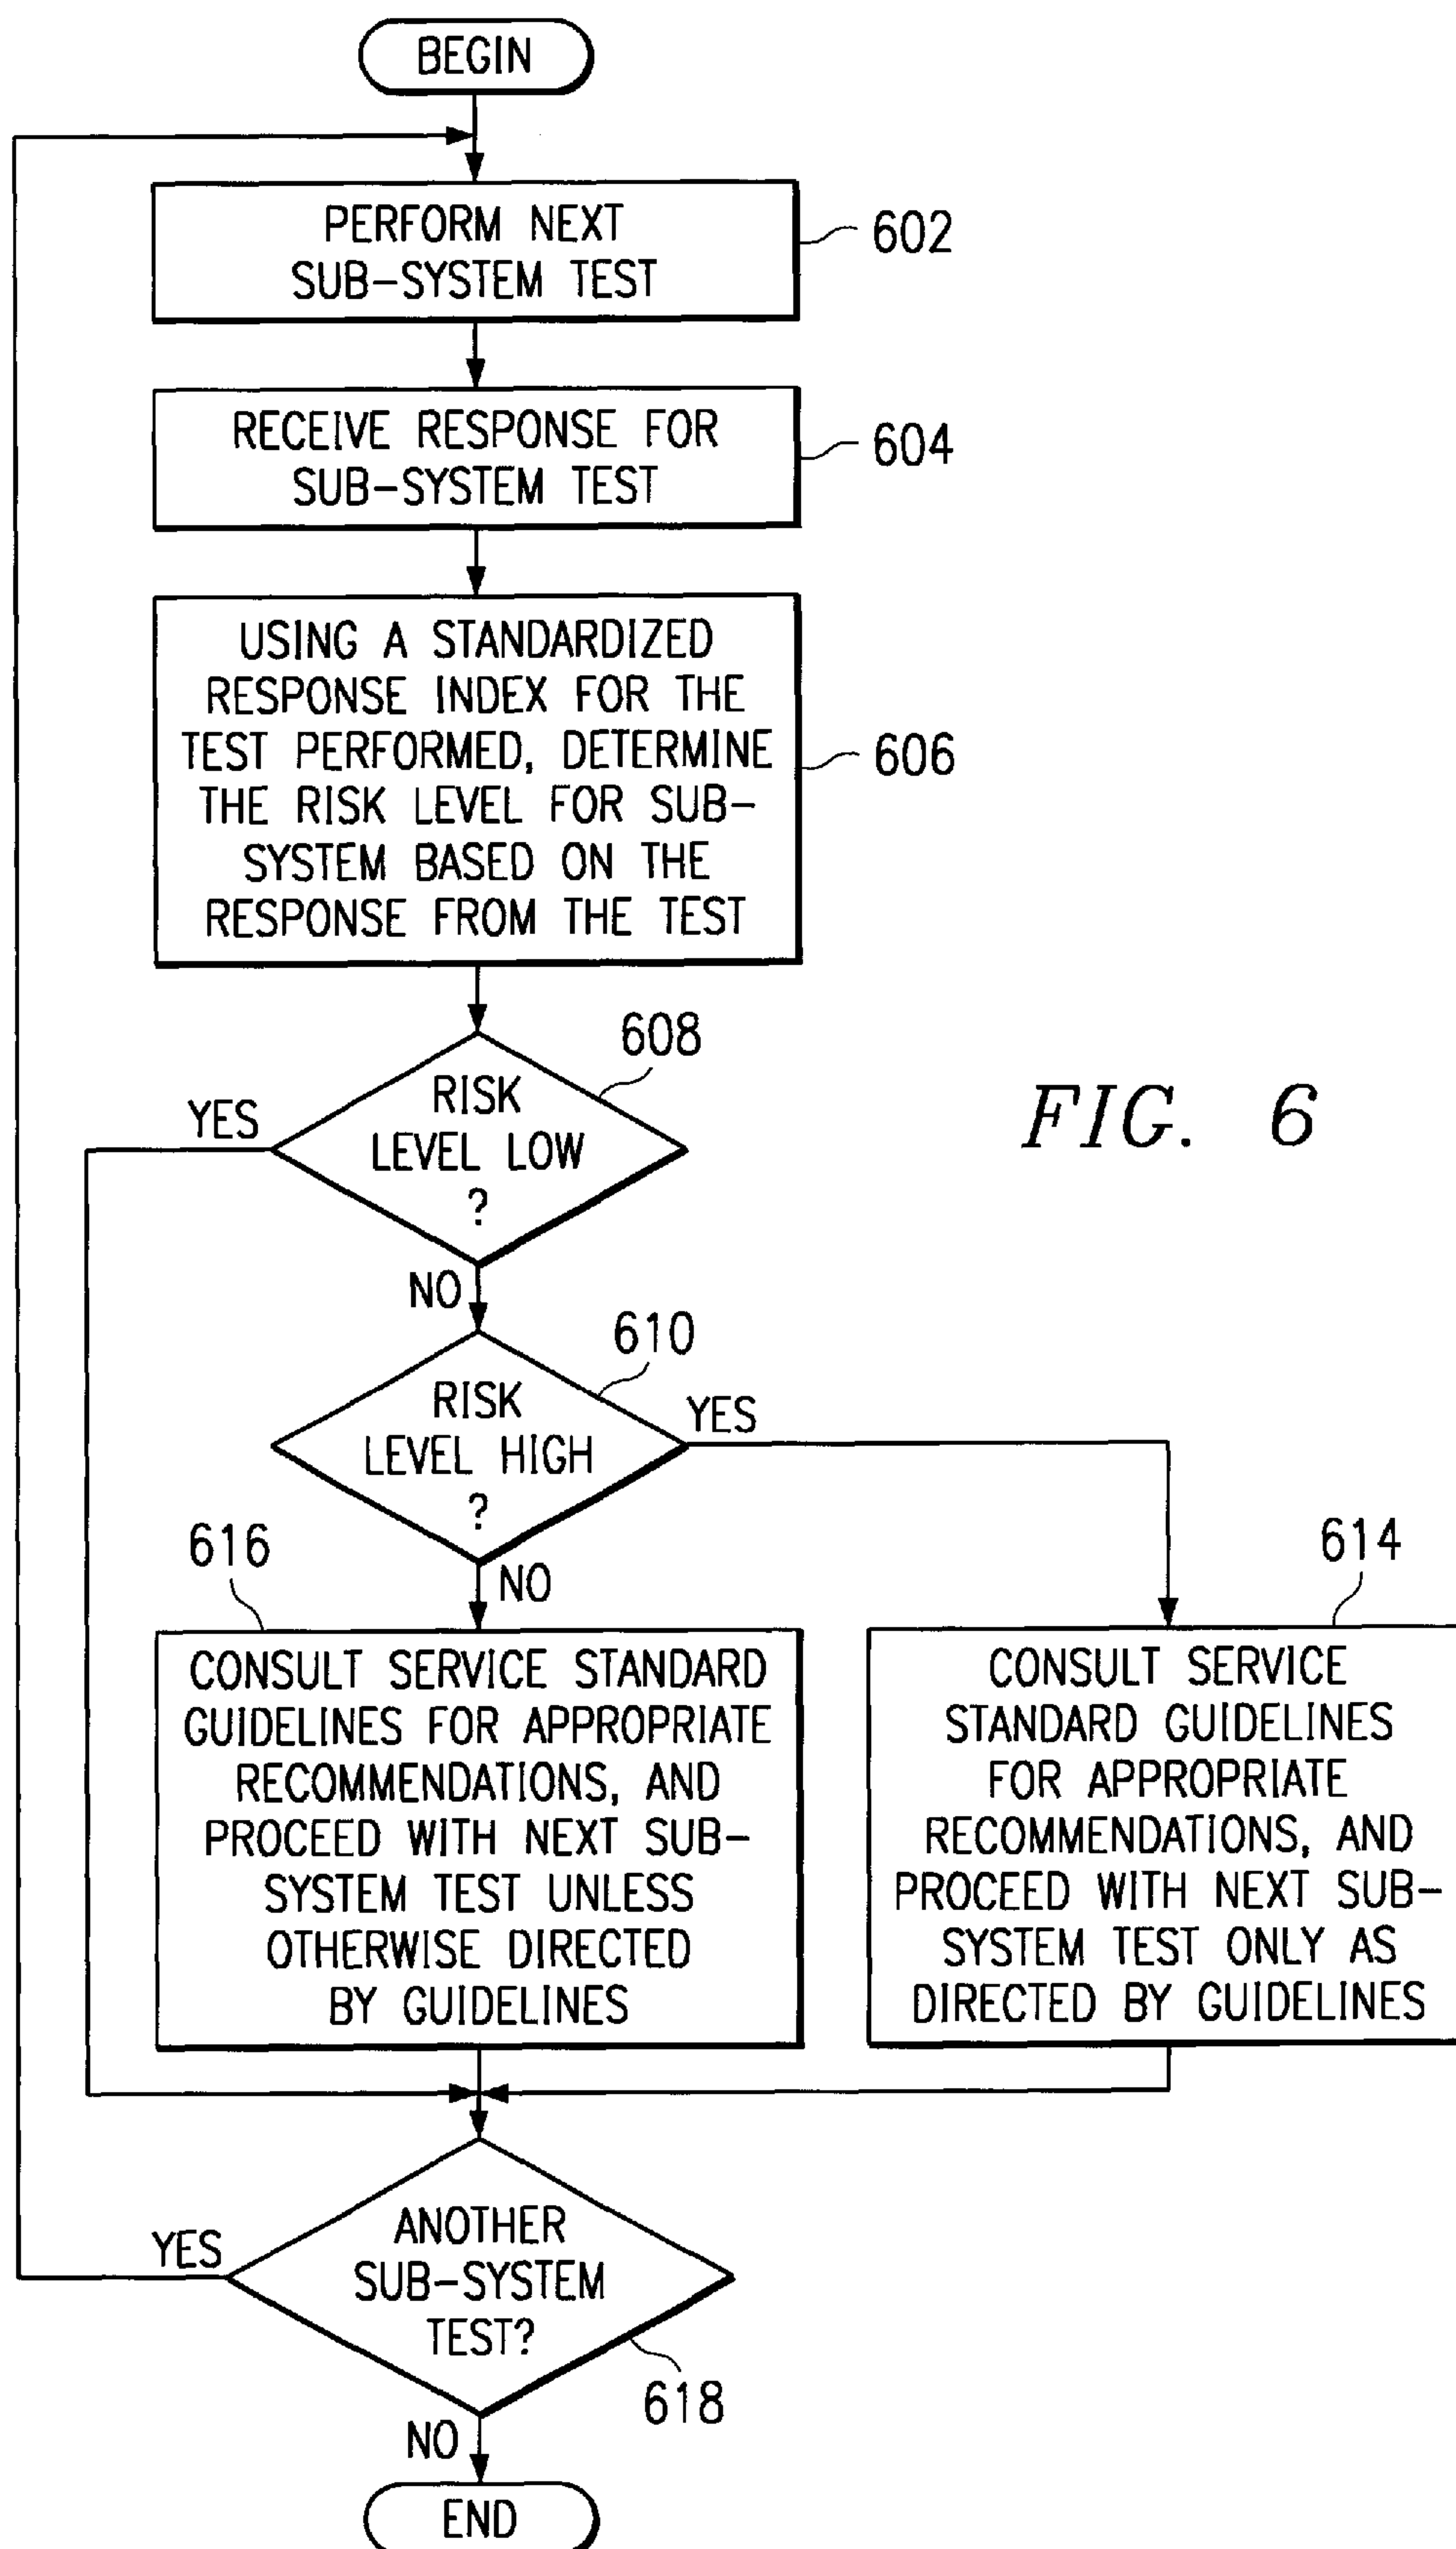 BEGIN
PERFORM NEXT
SUB-SYSTEM TEST
602
RECEIVE RESPONSE FOR
SUB-SYSTEM TEST
604
USING A STANDARDIZED
RESPONSE INDEX FOR THE
TEST PERFORMED, DETERMINE
THE RISK LEVEL FOR SUB-
SYSTEM BASED ON THE
RESPONSE FROM THE TEST
606
608
RISK
LEVEL LOW
?
YES
NO
FIG. 6
610
RISK
LEVEL HIGH
?
YES
NO
616
CONSULT SERVICE STANDARD
GUIDELINES FOR APPROPRIATE
RECOMMENDATIONS, AND
PROCEED WITH NEXT SUB-
SYSTEM TEST UNLESS
OTHERWISE DIRECTED
BY GUIDELINES
614
CONSULT SERVICE
STANDARD GUIDELINES
FOR APPROPRIATE
RECOMMENDATIONS, AND
PROCEED WITH NEXT SUB-
SYSTEM TEST ONLY AS
DIRECTED BY GUIDELINES
YES
ANOTHER
SUB-SYSTEM
TEST?
618
NO
END